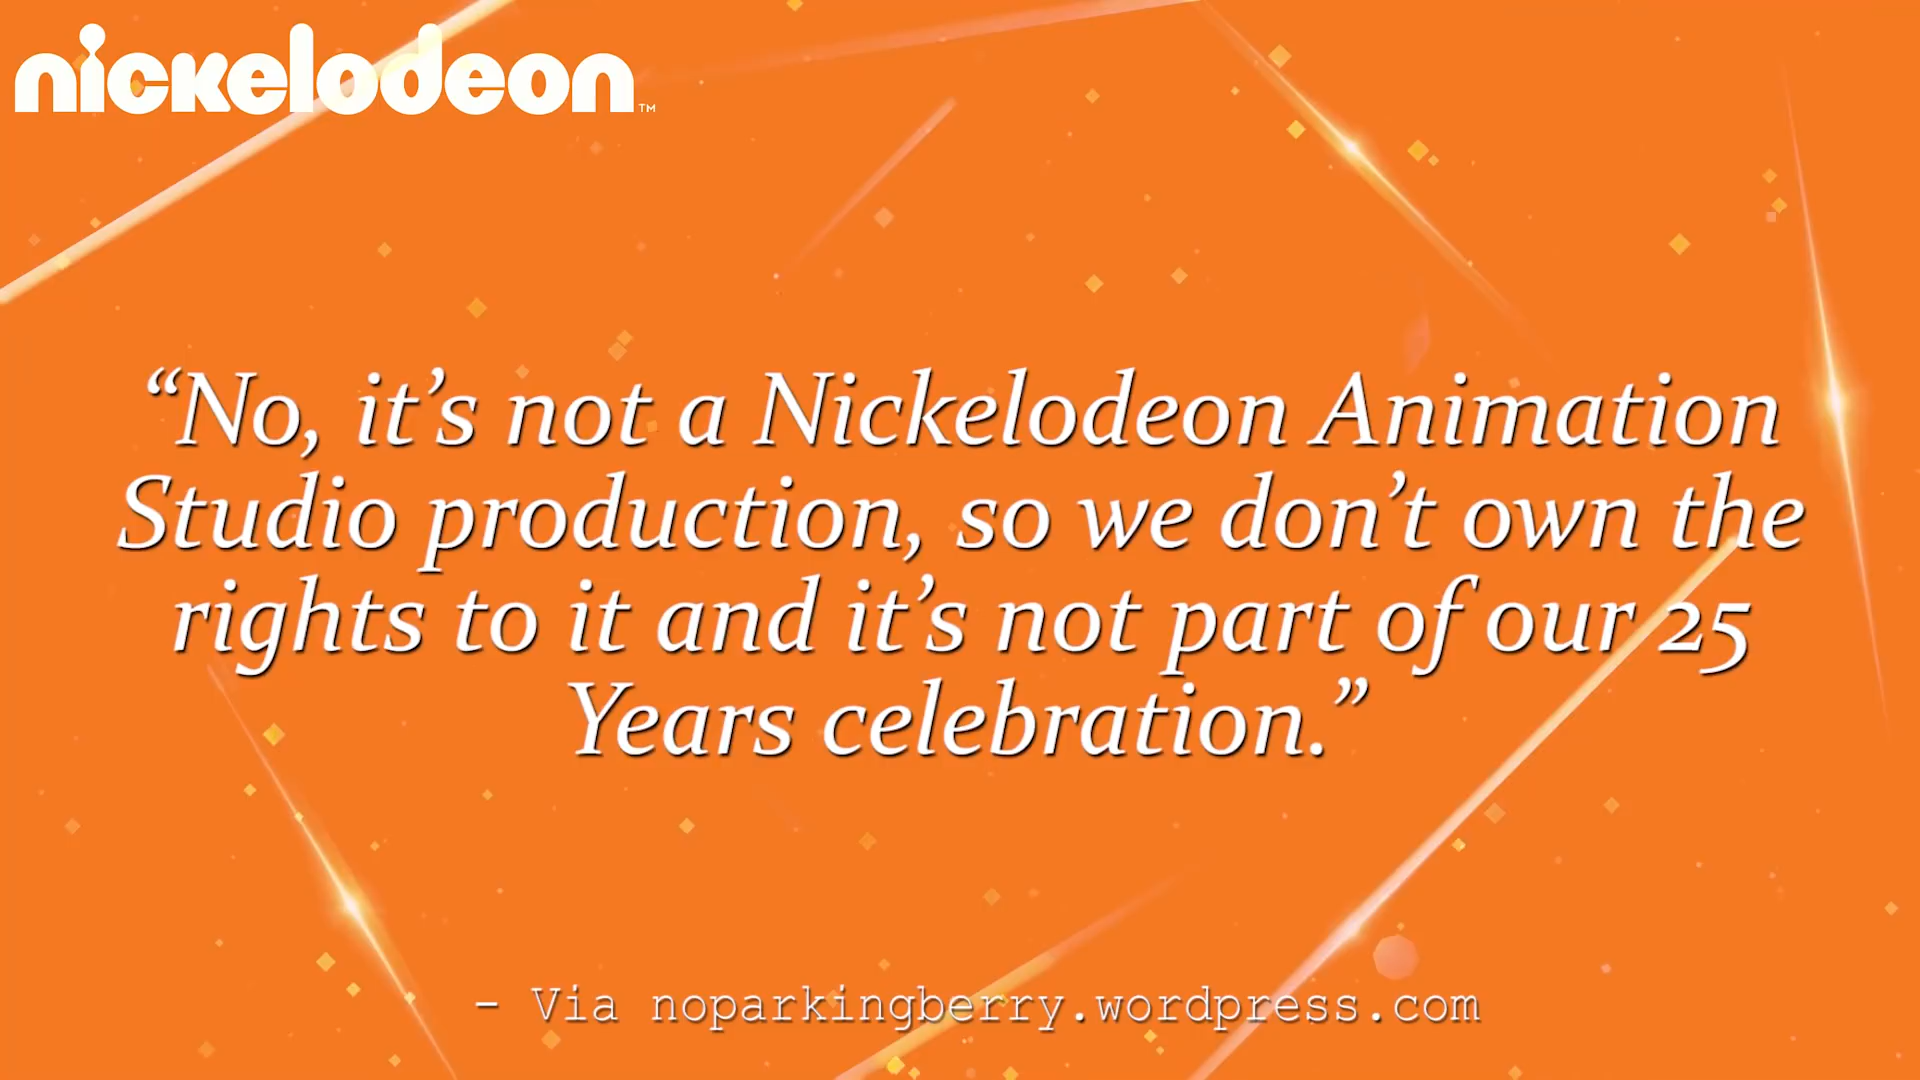 nickelodeon™
“No, it’s not a Nickelodeon Animation
Studio production, so we don’t own the
rights to it and it’s not part of our 25
Years celebration.”
- Via noparkingberry.wordpress.com